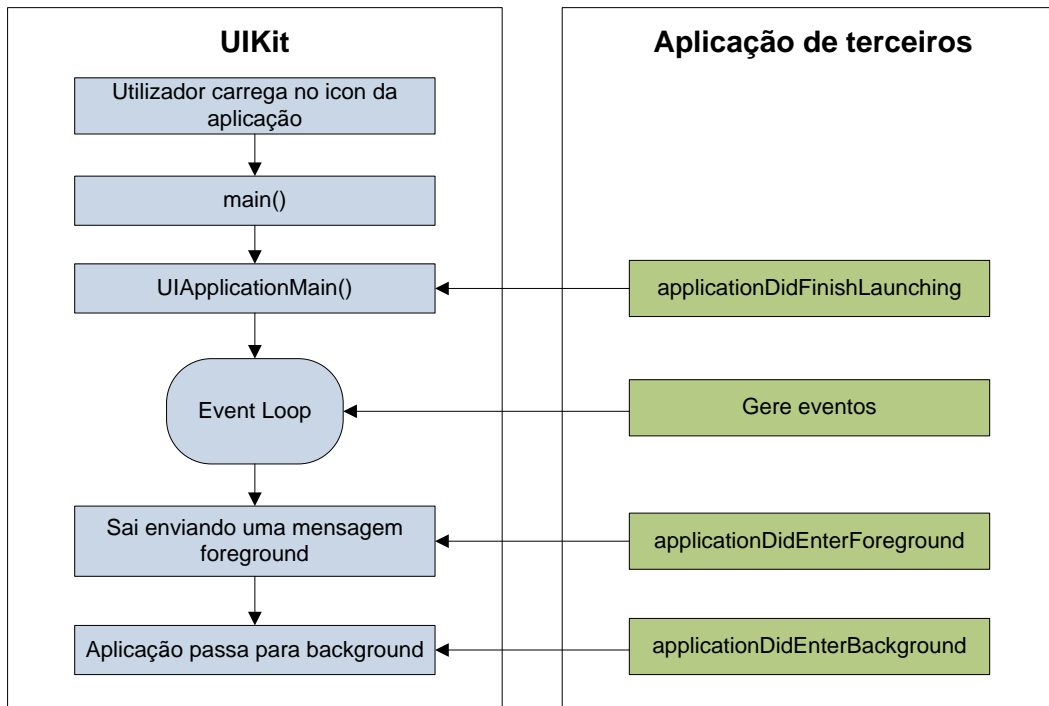 UIKit
Utilizador carrega no icon da
aplicação
main()
UIApplicationMain()
Event Loop
Sai enviando uma mensagem
foreground
Aplicação passa para background
Aplicação de terceiros
applicationDidFinishLaunching
Gere eventos
applicationDidEnterForeground
applicationDidEnterBackground